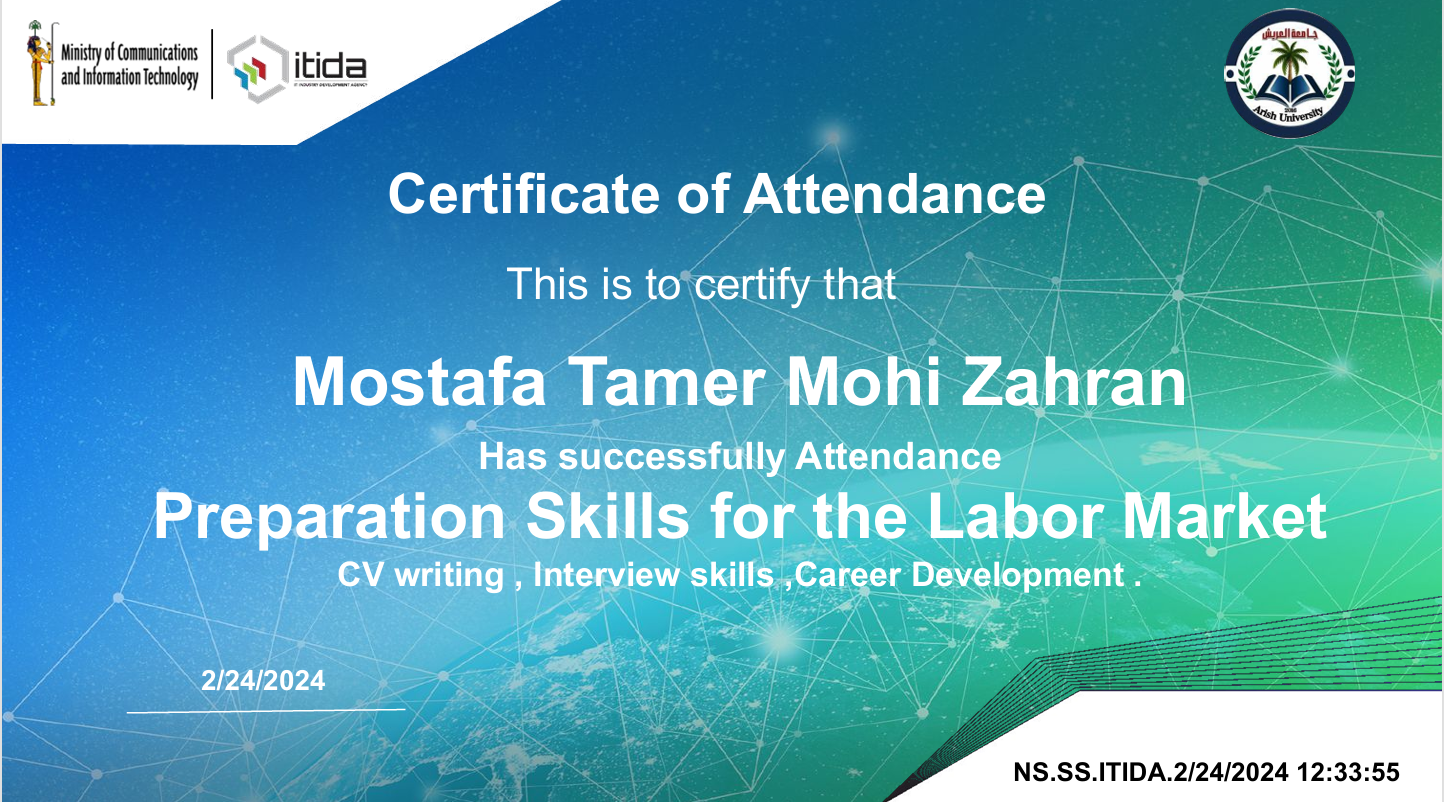 Ministry of Communications
and Information Technology
itida
IT INDUSTRY DEVELOPMENT AGENCY
جامعة العريش
2016
Arish University
Certificate of Attendance
This is to certify that
Mostafa Tamer Mohi Zahran
Has successfully Attendance
Preparation Skills for the Labor Market
CV writing , Interview skills ,Career Development .
2/24/2024
NS.SS.ITIDA.2/24/2024 12:33:55